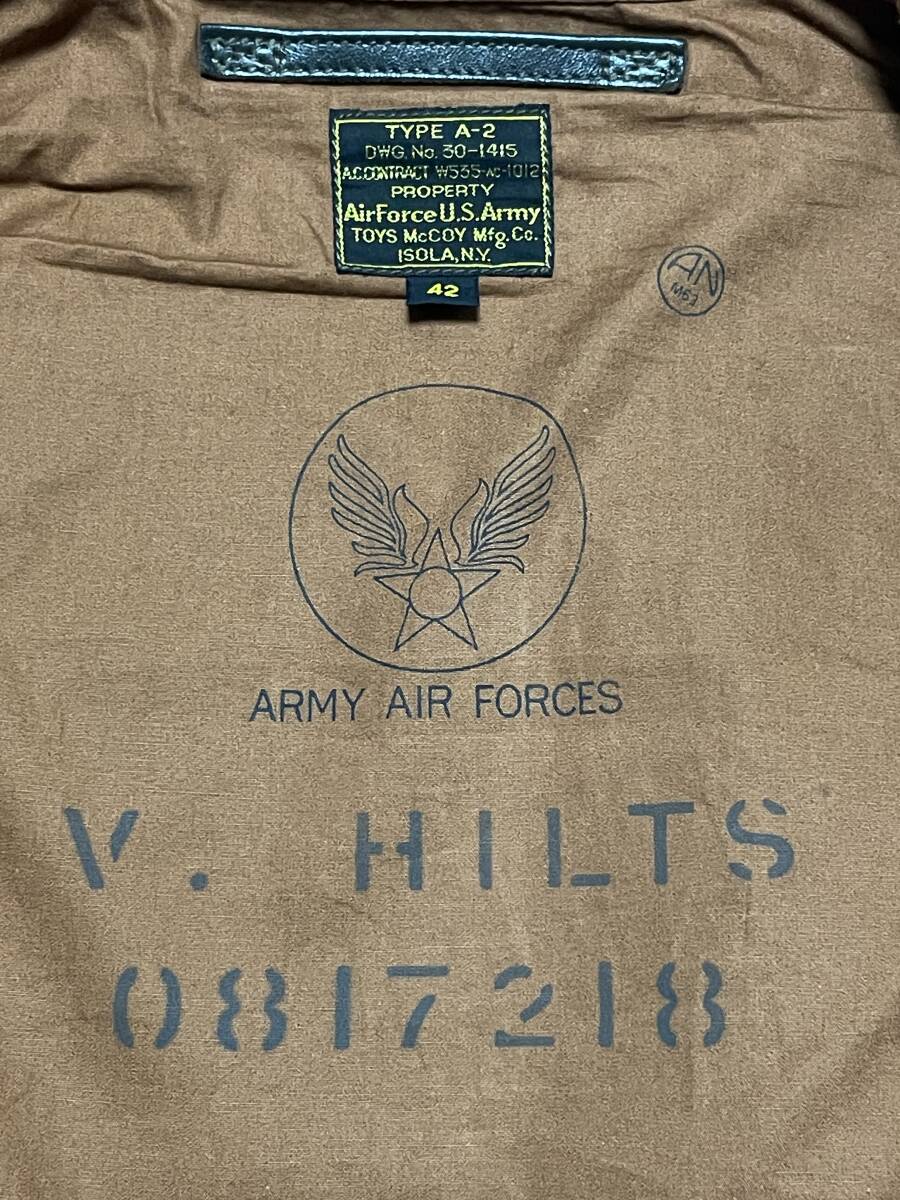 TYPE A-2
DWG. No. 30-1415
A.C. CONTRACT W535-AC-1012
PROPERTY
Air Force U.S. Army
TOYS McCOY Mfg. Co.
ISOLA, N.Y.
42
AN
ARMY AIR FORCES
V. HILTS
0817218